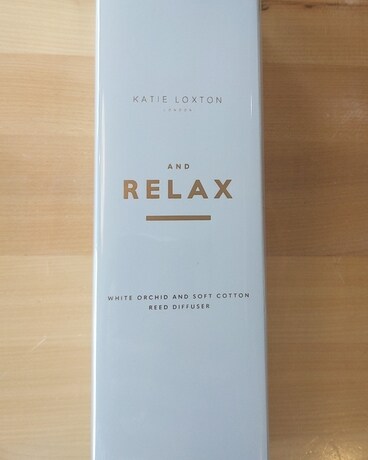 KATIE LOXTON
LONDON
AND
RELAX
WHITE ORCHID AND SOFT COTTON
REED DIFFUSER